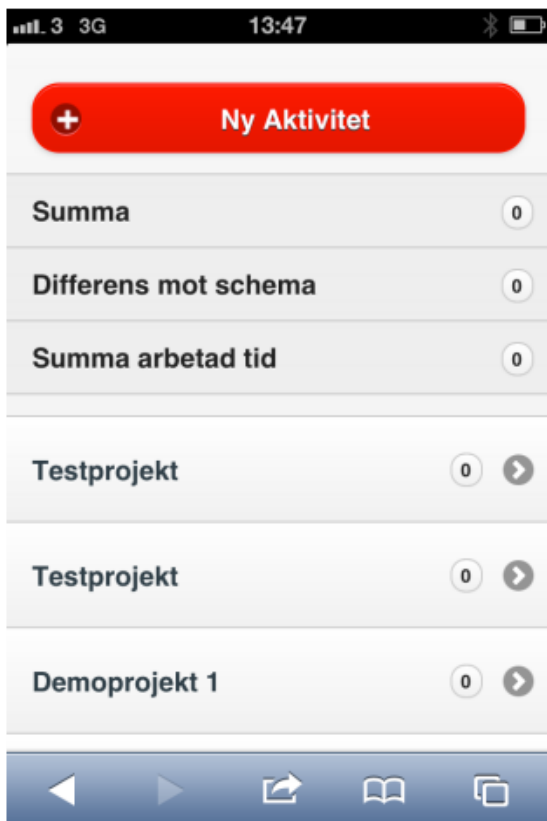 3 3G 13:47
Ny Aktivitet
Summa 0
Differens mot schema 0
Summa arbetad tid 0
Testprojekt 0
Testprojekt 0
Demoprojekt 1 0